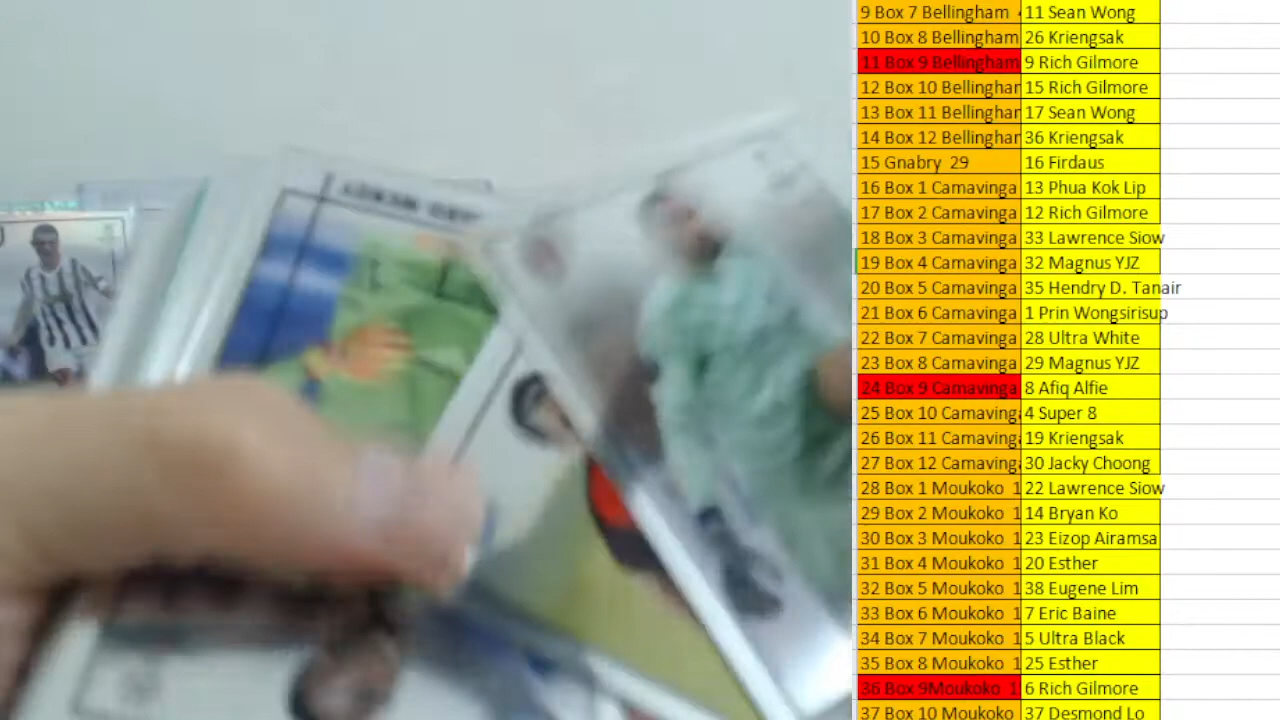 9 Box 7 Bellingham 11 Sean Wong
10 Box 8 Bellingham 26 Kriengsak
11 Box 9 Bellingham 9 Rich Gilmore
12 Box 10 Bellinghar 15 Rich Gilmore
13 Box 11 Bellinghar 17 Sean Wong
14 Box 12 Bellinghar 36 Kriengsak
15 Gnabry 29 16 Firdaus
16 Box 1 Camavinga 13 Phua Kok Lip
17 Box 2 Camavinga 12 Rich Gilmore
18 Box 3 Camavinga 33 Lawrence Siow
19 Box 4 Camavinga 32 Magnus YJZ
20 Box 5 Camavinga 35 Hendry D. Tanair
21 Box 6 Camavinga 1 Prin Wongsirisup
22 Box 7 Camavinga 28 Ultra White
23 Box 8 Camavinga 29 Magnus YJZ
24 Box 9 Camavinga 8 Afiq Alfie
25 Box 10 Camaving 4 Super 8
26 Box 11 Camaving 19 Kriengsak
27 Box 12 Camaving 30 Jacky Choong
28 Box 1 Moukoko 1 22 Lawrence Siow
29 Box 2 Moukoko 1 14 Bryan Ko
30 Box 3 Moukoko 1 23 Eizop Airamsa
31 Box 4 Moukoko 1 20 Esther
32 Box 5 Moukoko 1 38 Eugene Lim
33 Box 6 Moukoko 1 7 Eric Baine
34 Box 7 Moukoko 1 5 Ultra Black
35 Box 8 Moukoko 1 25 Esther
36 Box 9Moukoko 1 6 Rich Gilmore
37 Box 10 Moukoko 37 Desmond Lo